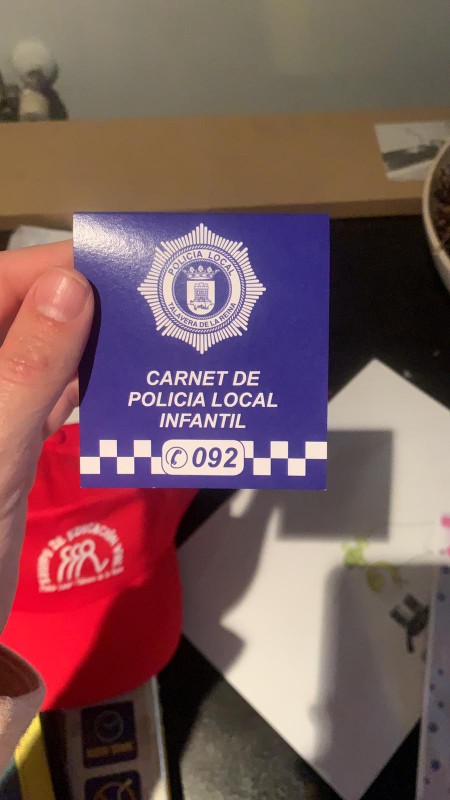 POLICIA LOCAL
TALAVERA DE LA REINA
CARNET DE
POLICIA LOCAL
INFANTIL
092